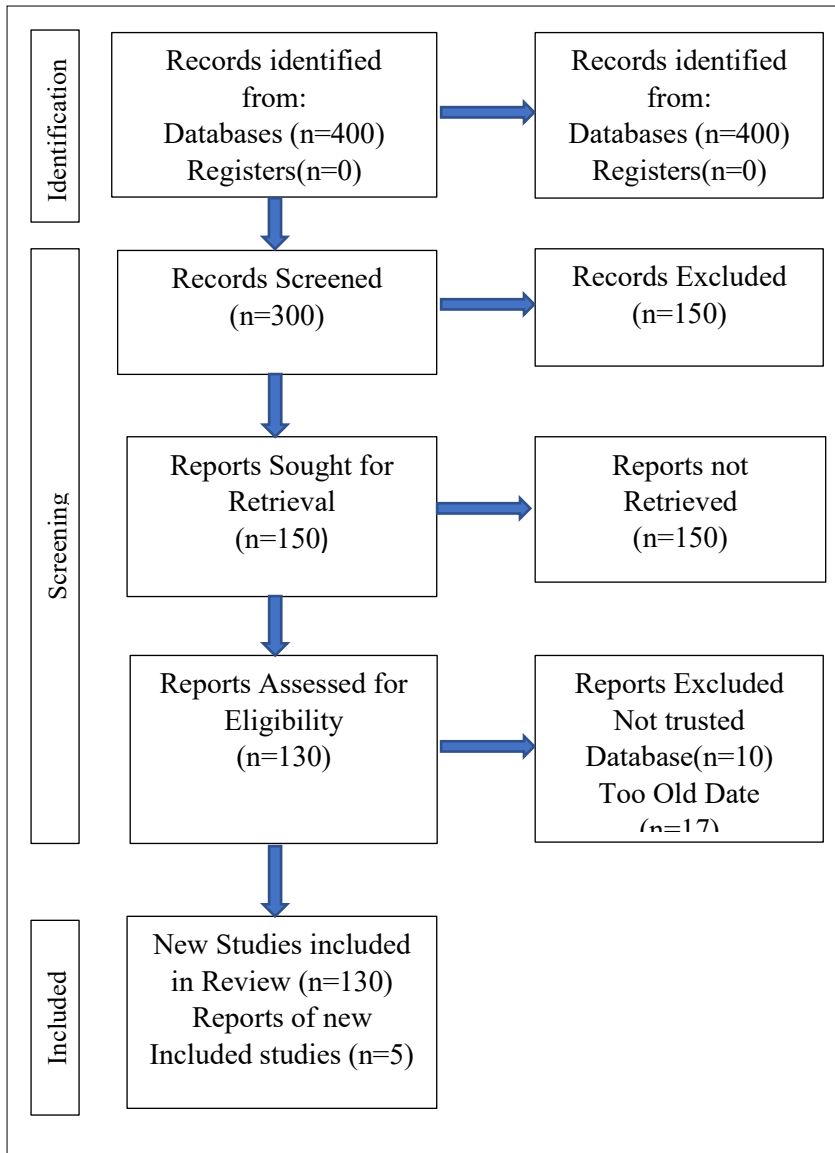 Identification
Records identified
from:
Databases (n=400)
Registers(n=0)
Records identified
from:
Databases (n=400)
Registers(n=0)
Screening
Records Screened
(n=300)
Records Excluded
(n=150)
Reports Sought for
Retrieval
(n=150)
Reports not
Retrieved
(n=150)
Reports Assessed for
Eligibility
(n=130)
Reports Excluded
Not trusted
Database(n=10)
Too Old Date
(n=17)
Included
New Studies included
in Review (n=130)
Reports of new
Included studies (n=5)